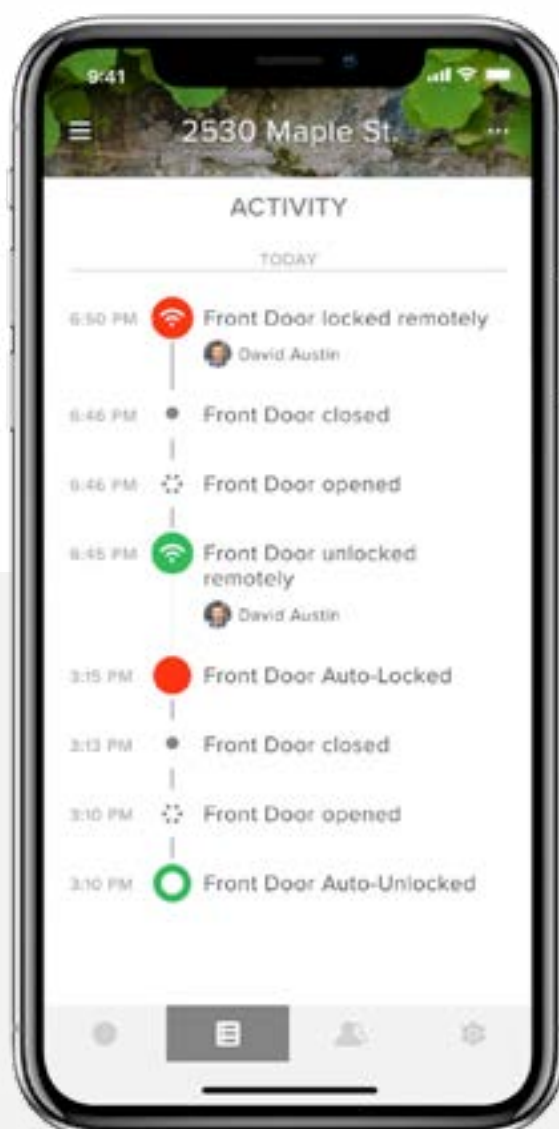 9:41
2530 Maple St.
ACTIVITY
TODAY
6:50 PM Front Door locked remotely
David Austin
6:46 PM Front Door closed
6:46 PM Front Door opened
6:45 PM Front Door unlocked
remotely
David Austin
3:15 PM Front Door Auto-Locked
3:13 PM Front Door closed
3:10 PM Front Door opened
3:10 PM Front Door Auto-Unlocked